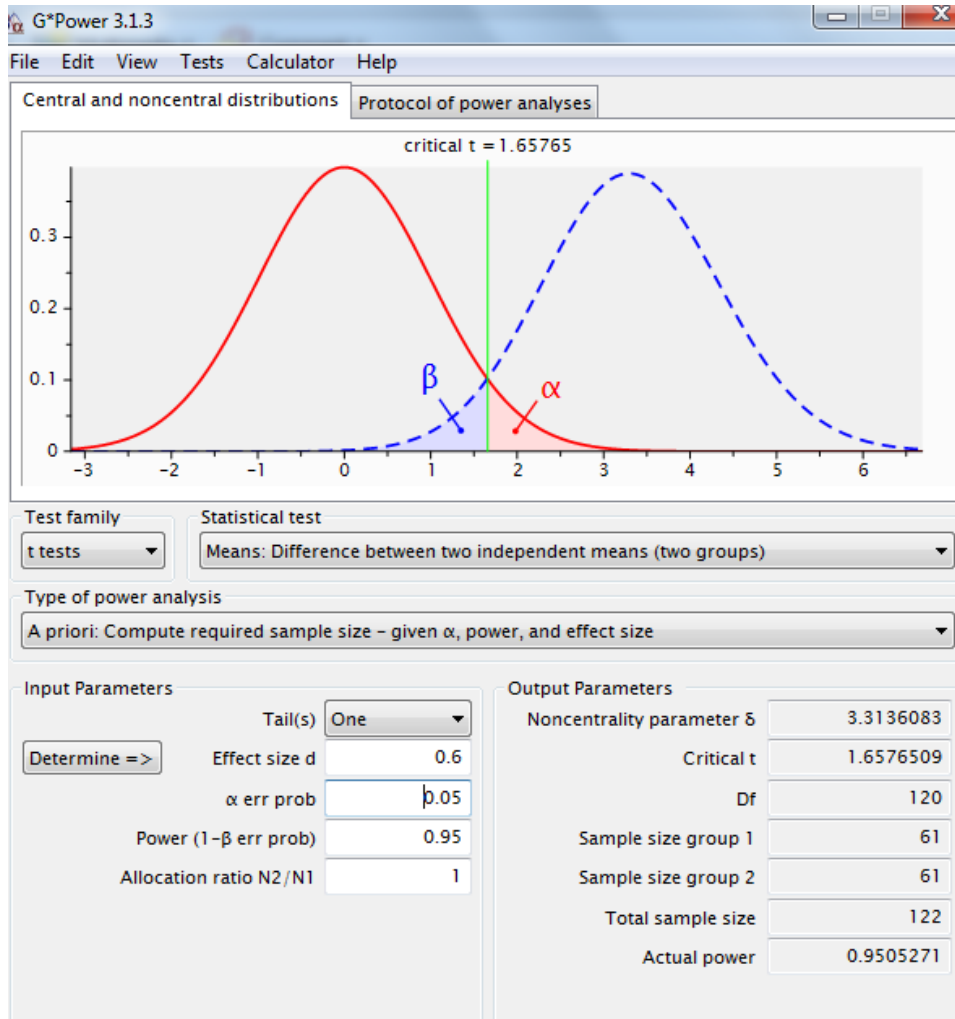 G*Power 3.1.3
File Edit View Tests Calculator Help
Central and noncentral distributions Protocol of power analyses
critical t = 1.65765
0.3
0.2
0.1
0
β α
-3 -2 -1 0 1 2 3 4 5 6
Test family Statistical test
t tests Means: Difference between two independent means (two groups)
Type of power analysis
A priori: Compute required sample size – given α, power, and effect size
Input Parameters Output Parameters
Tail(s) One Noncentrality parameter δ 3.3136083
Determine => Effect size d 0.6 Critical t 1.6576509
α err prob 0.05 Df 120
Power (1-β err prob) 0.95 Sample size group 1 61
Allocation ratio N2/N1 1 Sample size group 2 61
Total sample size 122
Actual power 0.9505271